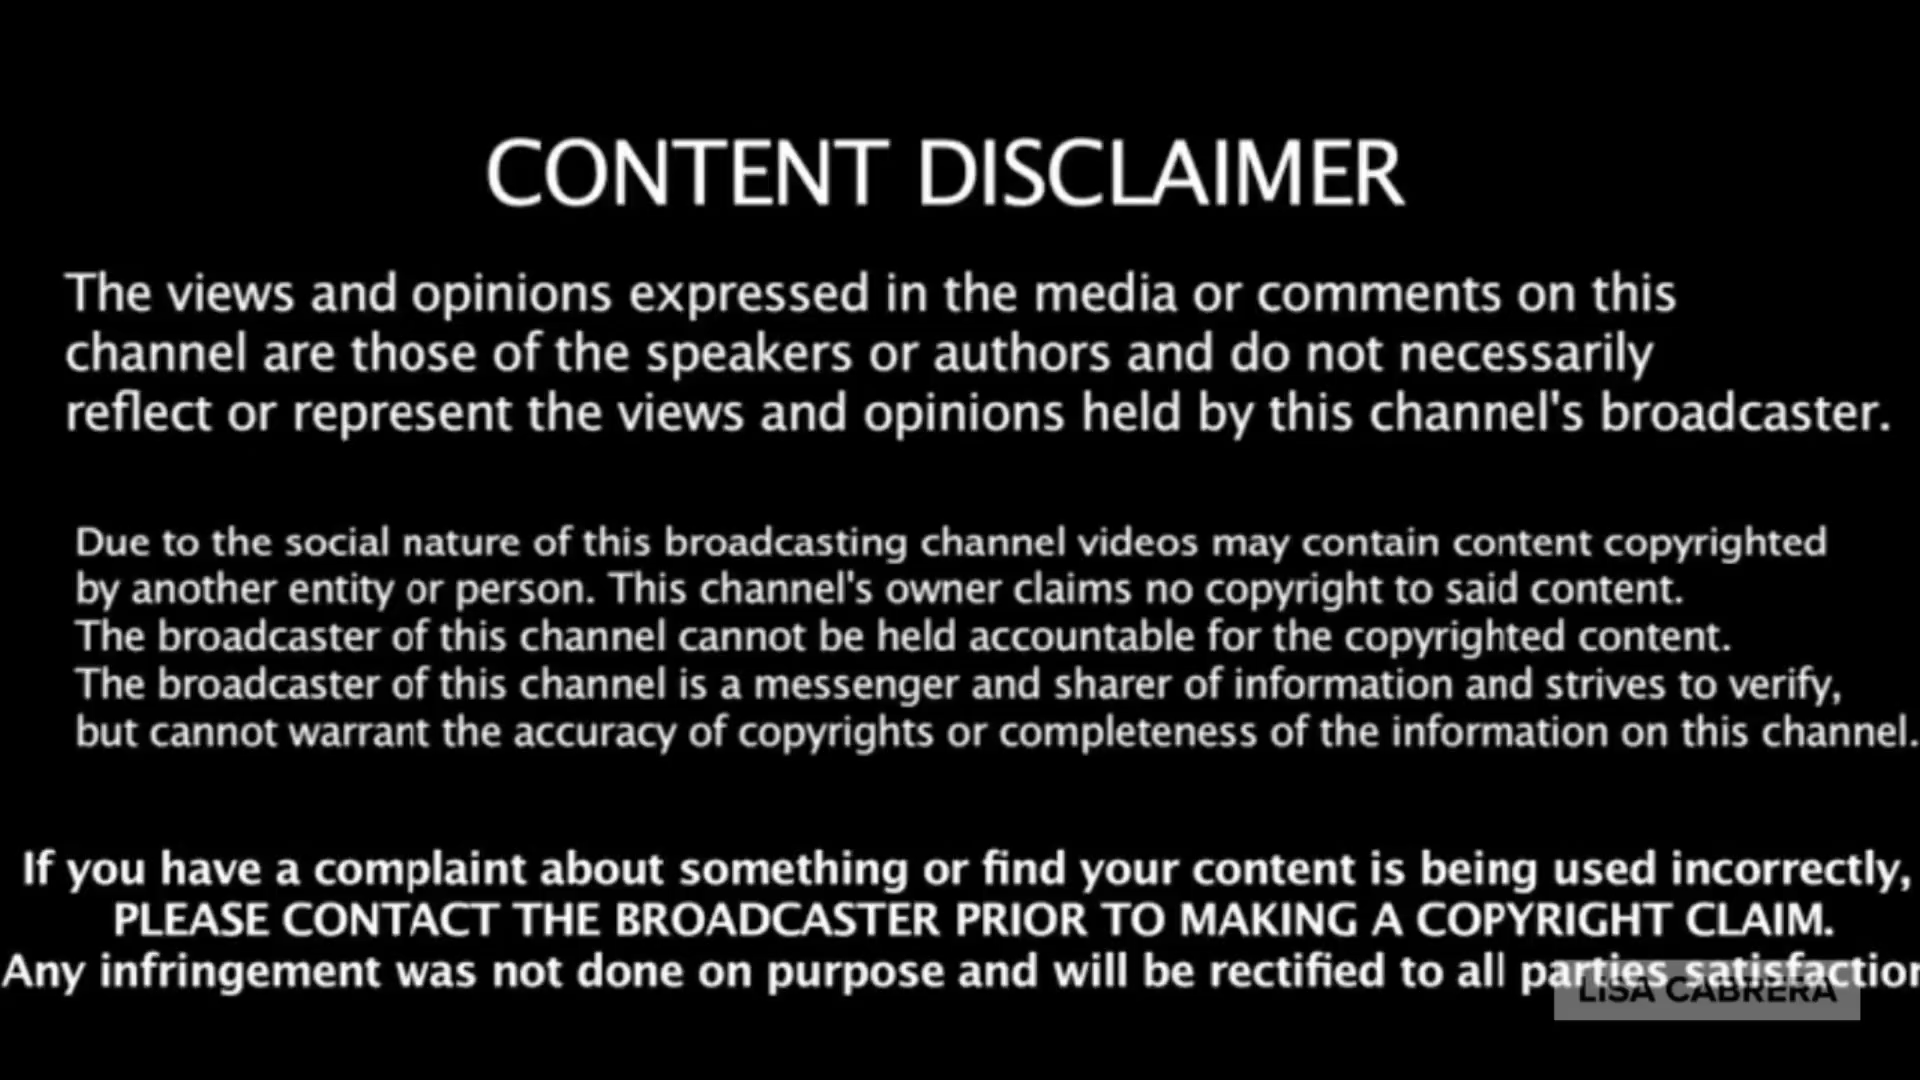 CONTENT DISCLAIMER
The views and opinions expressed in the media or comments on this
channel are those of the speakers or authors and do not necessarily
reflect or represent the views and opinions held by this channel's broadcaster.
Due to the social nature of this broadcasting channel videos may contain content copyrighted
by another entity or person. This channel's owner claims no copyright to said content.
The broadcaster of this channel cannot be held accountable for the copyrighted content.
The broadcaster of this channel is a messenger and sharer of information and strives to verify,
but cannot warrant the accuracy of copyrights or completeness of the information on this channel.
If you have a complaint about something or find your content is being used incorrectly,
PLEASE CONTACT THE BROADCASTER PRIOR TO MAKING A COPYRIGHT CLAIM.
Any infringement was not done on purpose and will be rectified to all parties satisfaction
LISA CABRERA